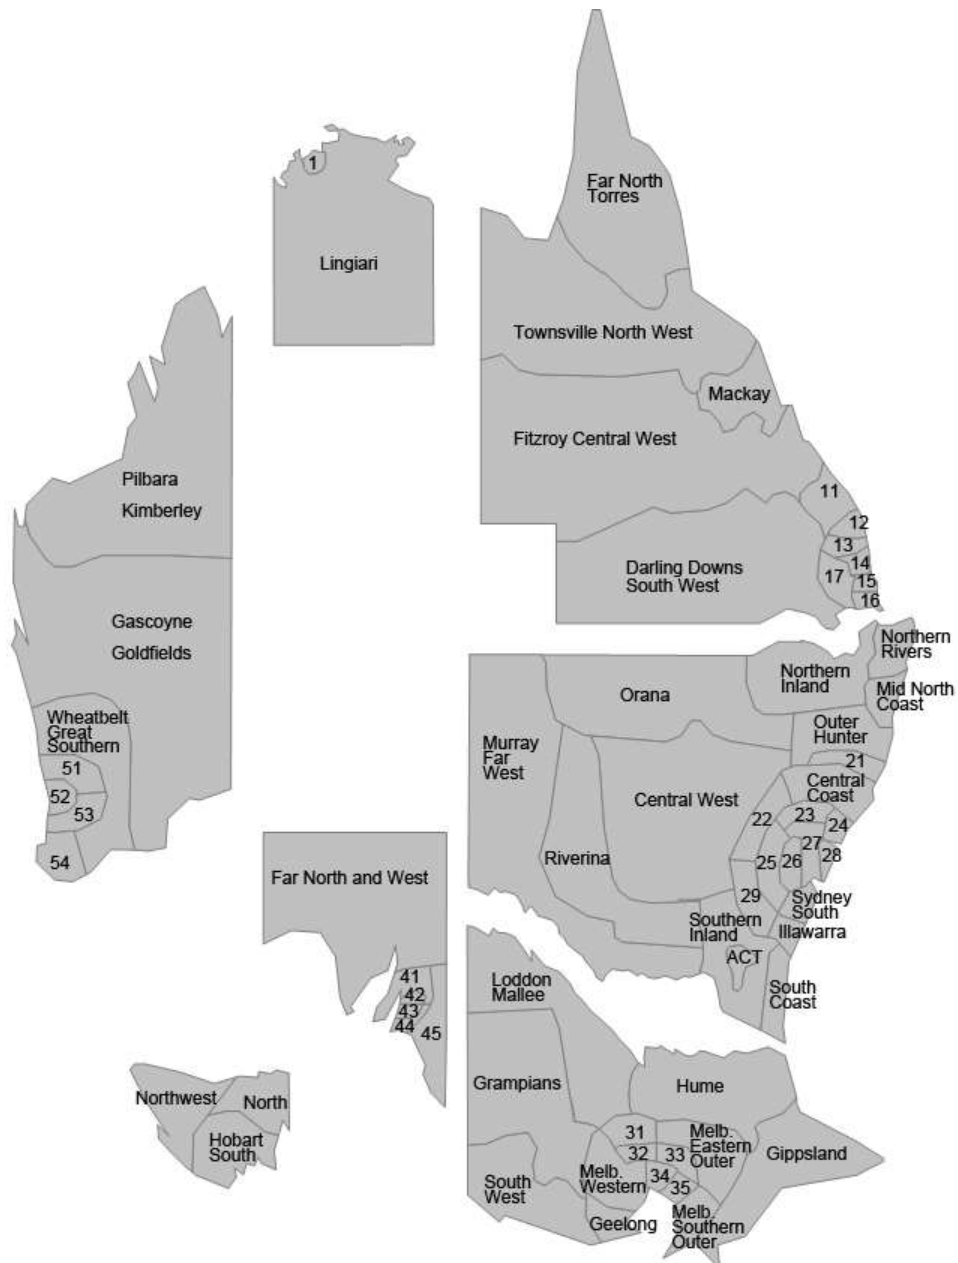 1
Far North
Torres
Lingiari
Townsville North West
Mackay
Fitzroy Central West
Pilbara
Kimberley
11
12
13
14
17
15
16
Darling Downs
South West
Gascoyne
Goldfields
Northern
Rivers
Northern
Inland
Orana
Mid North
Coast
Wheatbelt
Great
Southern
Outer
Hunter
Murray
Far
West
21
51
52
53
54
Central
Coast
Central West
22
23
24
27
28
25
26
29
Riverina
Far North and West
Sydney
South
Southern
Inland
Illawarra
ACT
41
42
43
44
45
Loddon
Mallee
South
Coast
Grampians
Hume
Northwest
North
Hobart
South
31
32
33
34
35
Melb.
Eastern
Outer
Gippsland
South
West
Melb.
Western
Geelong
Melb.
Southern
Outer